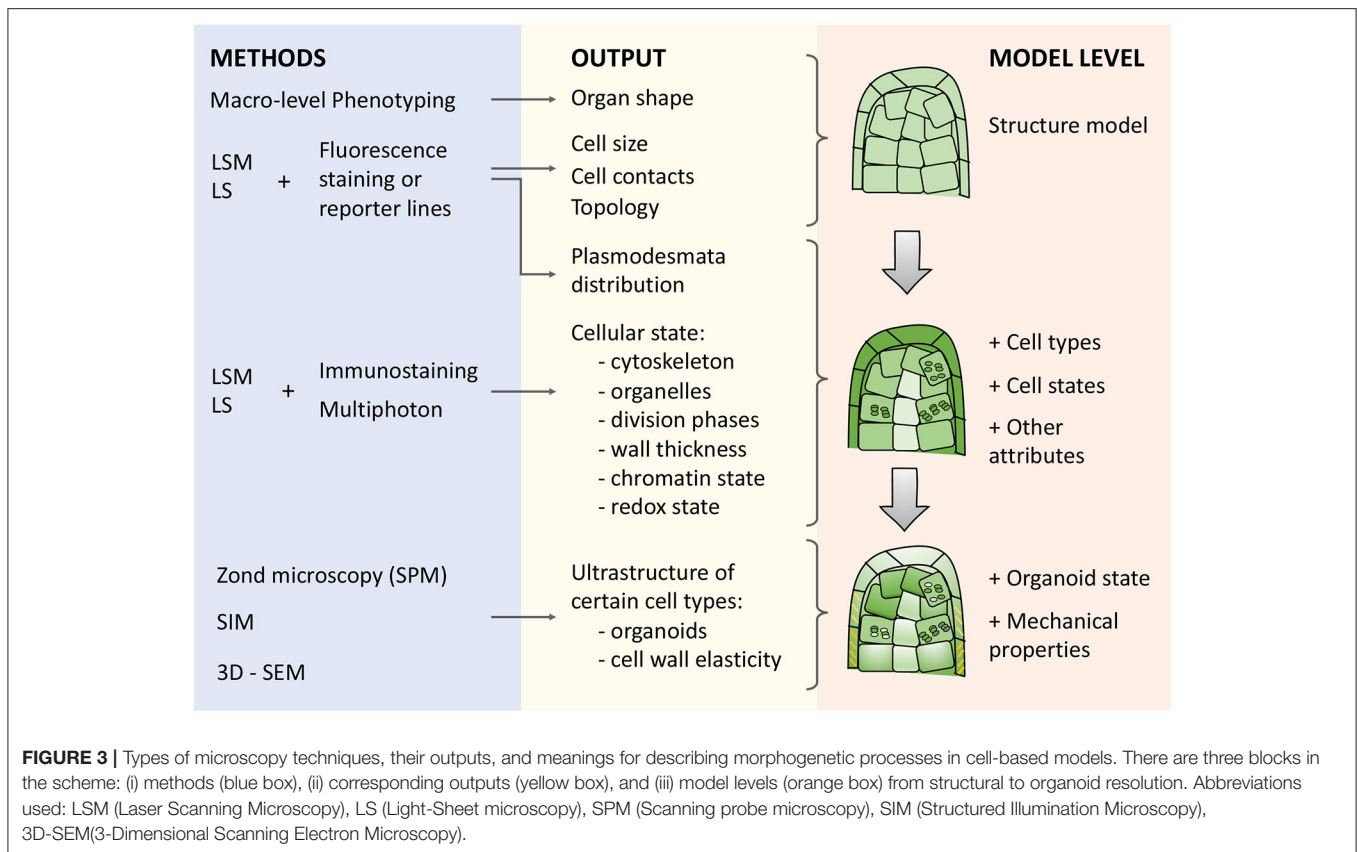 METHODS
Macro-level Phenotyping
LSM
LS
+
Fluorescence
staining or
reporter lines
LSM
LS
+
Immunostaining
Multiphoton
Zond microscopy (SPM)
SIM
3D - SEM
OUTPUT
Organ shape
Cell size
Cell contacts
Topology
Plasmodesmata
distribution
Cellular state:
- cytoskeleton
- organelles
- division phases
- wall thickness
- chromatin state
- redox state
Ultrastructure of
certain cell types:
- organoids
- cell wall elasticity
MODEL LEVEL
Structure model
+ Cell types
+ Cell states
+ Other
attributes
+ Organoid state
+ Mechanical
properties
FIGURE 3 | Types of microscopy techniques, their outputs, and meanings for describing morphogenetic processes in cell-based models. There are three blocks in
the scheme: (i) methods (blue box), (ii) corresponding outputs (yellow box), and (iii) model levels (orange box) from structural to organoid resolution. Abbreviations
used: LSM (Laser Scanning Microscopy), LS (LIght-Sheet microscopy), SPM (Scanning probe microscopy), SIM (Structured Illumination Microscopy),
3D-SEM(3-Dimensional Scanning Electron Microscopy).